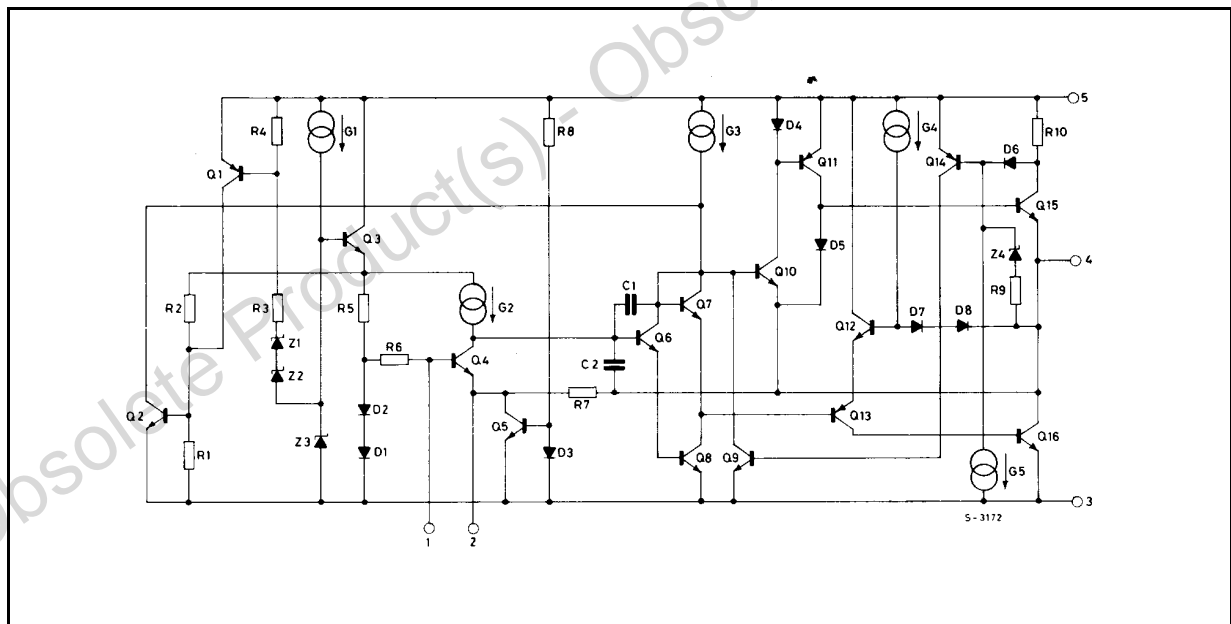 Obsolete Product(s) - Obso
5
R4
G1
R8
G3
D4
G4
R10
D6
Q1
Q11
Q14
Q15
Q3
D5
Z4
4
R2
R3
R5
G2
C1
Q10
R9
Q7
Z1
Q12
D7
D8
R6
Q4
Q6
Z2
C2
R7
D2
Q2
Q5
Q13
Q16
R1
Z3
D1
D3
Q8
Q9
G5
3
S-3172
1
2